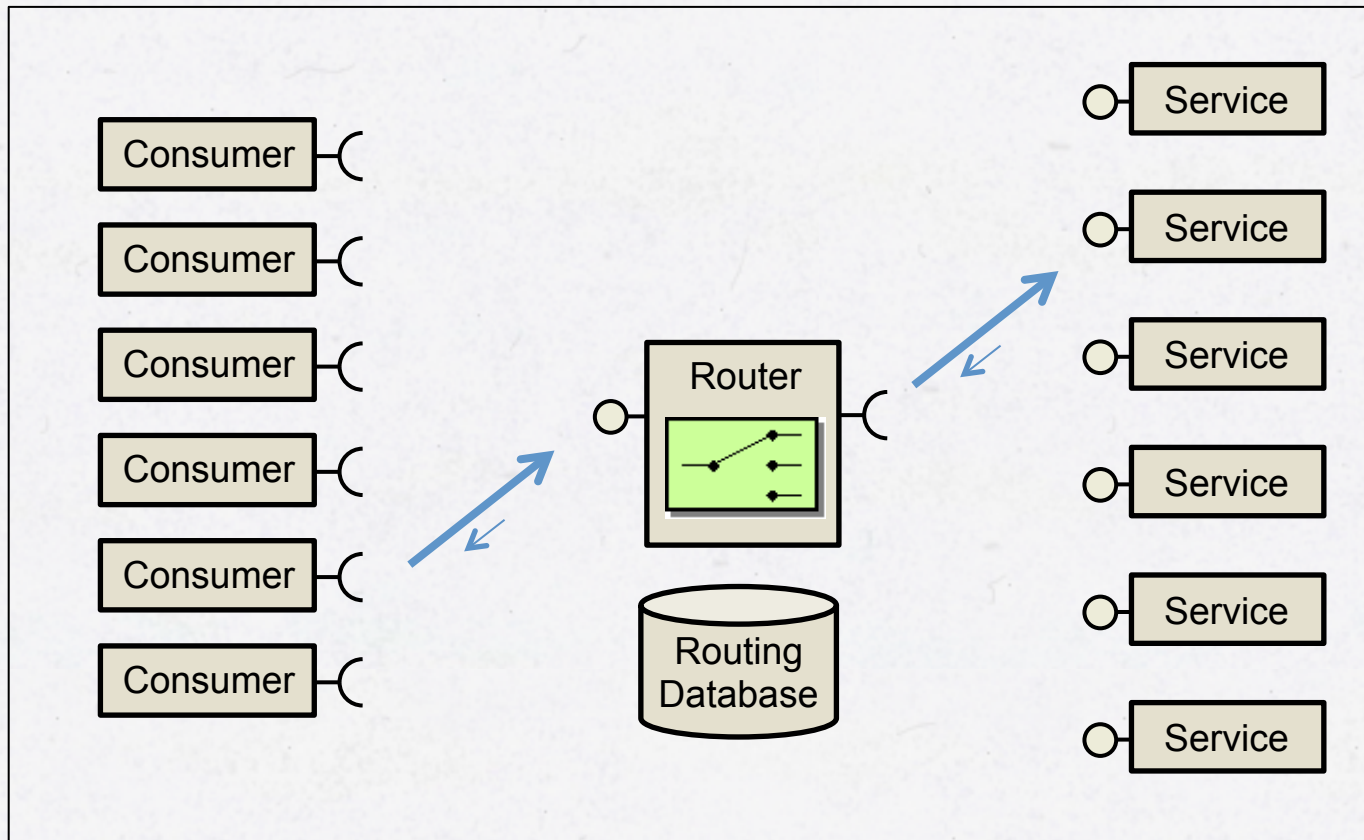 Consumer
Consumer
Consumer
Consumer
Consumer
Consumer
Router
Routing
Database
Service
Service
Service
Service
Service
Service